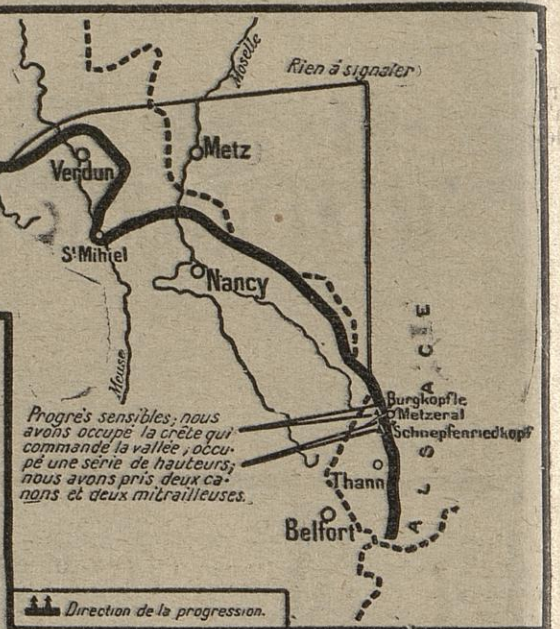 Moselle
Rien à signaler
Metz
Verdun
St Mihiel
Nancy
Meuse
ALSACE
Burgkopfle
Metzeral
Schnepfenriedkopf
Progrès sensibles; nous
avons occupé la crête qui
commande la vallée, occu-
pé une série de hauteurs;
nous avons pris deux ca-
nons et deux mitrailleuses.
Thann
Belfort
Direction de la progression.